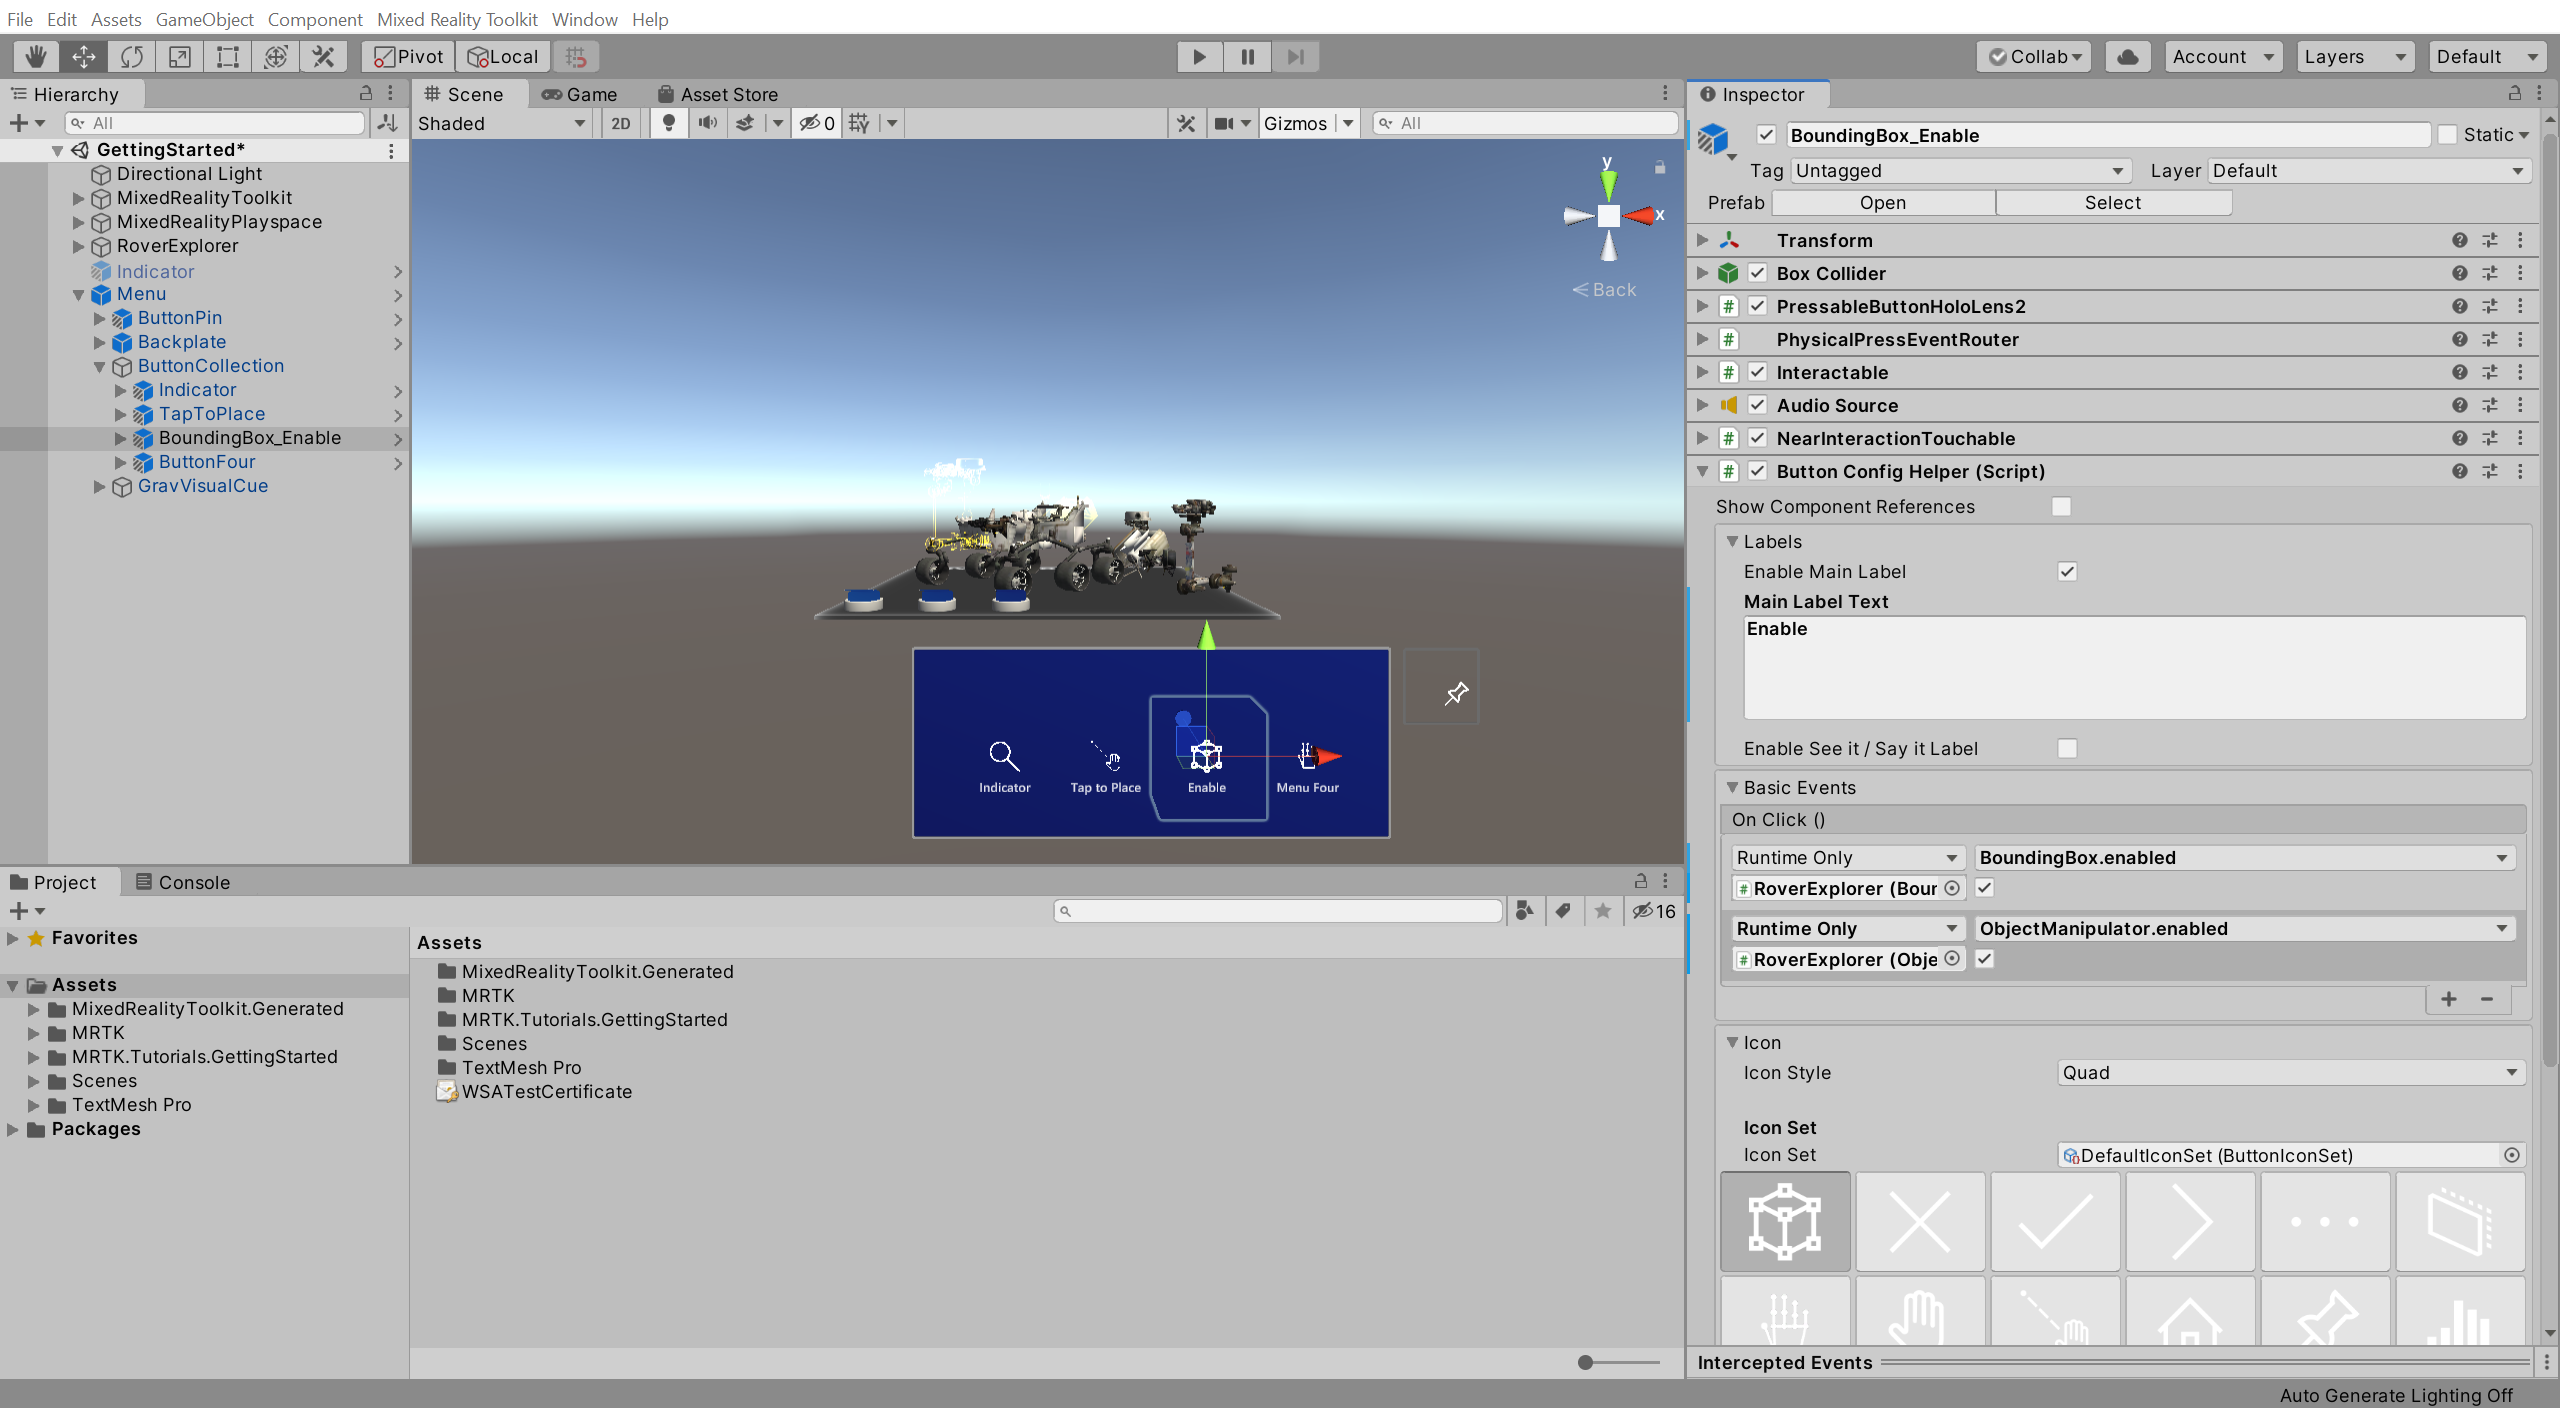 File Edit Assets GameObject Component Mixed Reality Toolkit Window Help
Pivot Local Collab Account Layers Default
Hierarchy
All
GettingStarted*
Directional Light
MixedRealityToolkit
MixedRealityPlayspace
RoverExplorer
Indicator
Menu
ButtonPin
Backplate
ButtonCollection
Indicator
TapToPlace
BoundingBox_Enable
ButtonFour
GravVisualCue
Scene Game Asset Store
Shaded 2D 0 Gizmos All
y
x
Back
Indicator Tap to Place Enable Menu Four
Project Console
16
Favorites
Assets
MixedRealityToolkit.Generated
MRTK
MRTK.Tutorials.GettingStarted
Scenes
TextMesh Pro
Packages
Assets
MixedRealityToolkit.Generated
MRTK
MRTK.Tutorials.GettingStarted
Scenes
TextMesh Pro
WSATestCertificate
Inspector
BoundingBox_Enable Static
Tag Untagged Layer Default
Prefab Open Select
Transform
Box Collider
PressableButtonHoloLens2
PhysicalPressEventRouter
Interactable
Audio Source
NearInteractionTouchable
Button Config Helper (Script)
Show Component References
Labels
Enable Main Label
Main Label Text
Enable
Enable See it / Say it Label
Basic Events
On Click ()
Runtime Only BoundingBox.enabled
RoverExplorer (Bour
Runtime Only ObjectManipulator.enabled
RoverExplorer (Obje
Icon
Icon Style Quad
Icon Set
Icon Set DefaultIconSet (ButtonIconSet)
Intercepted Events
Auto Generate Lighting Off